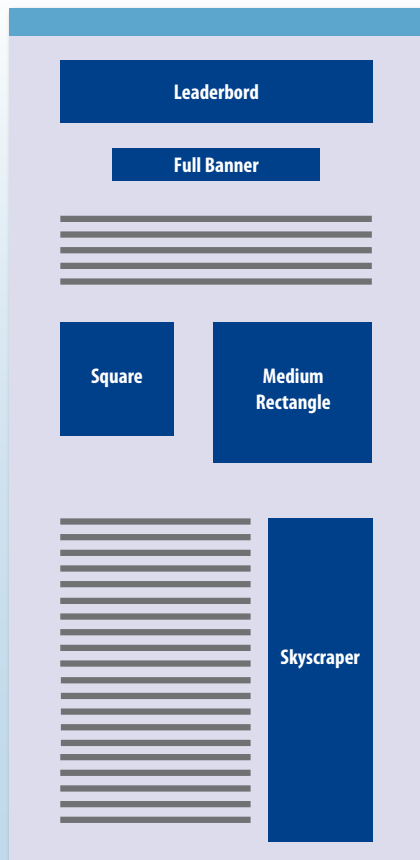 Leaderbord
Full Banner
Square
Medium
Rectangle
Skyscraper